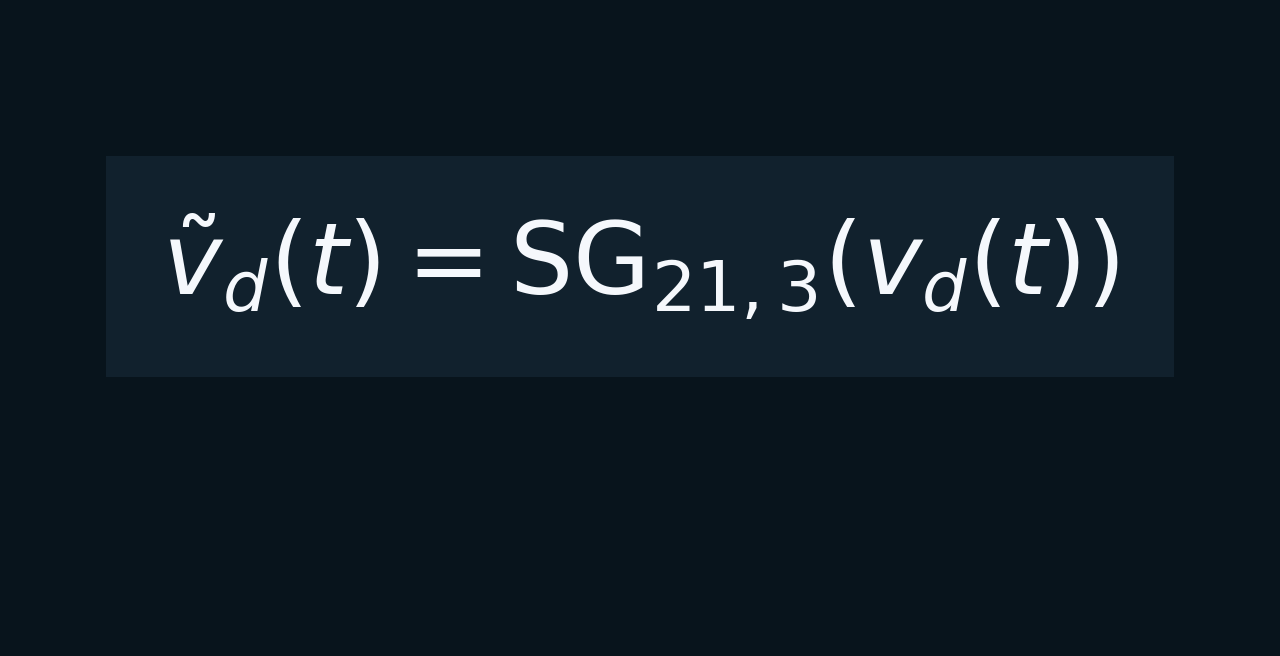 ṽ_d(t) = SG_{21, 3}(v_d(t))